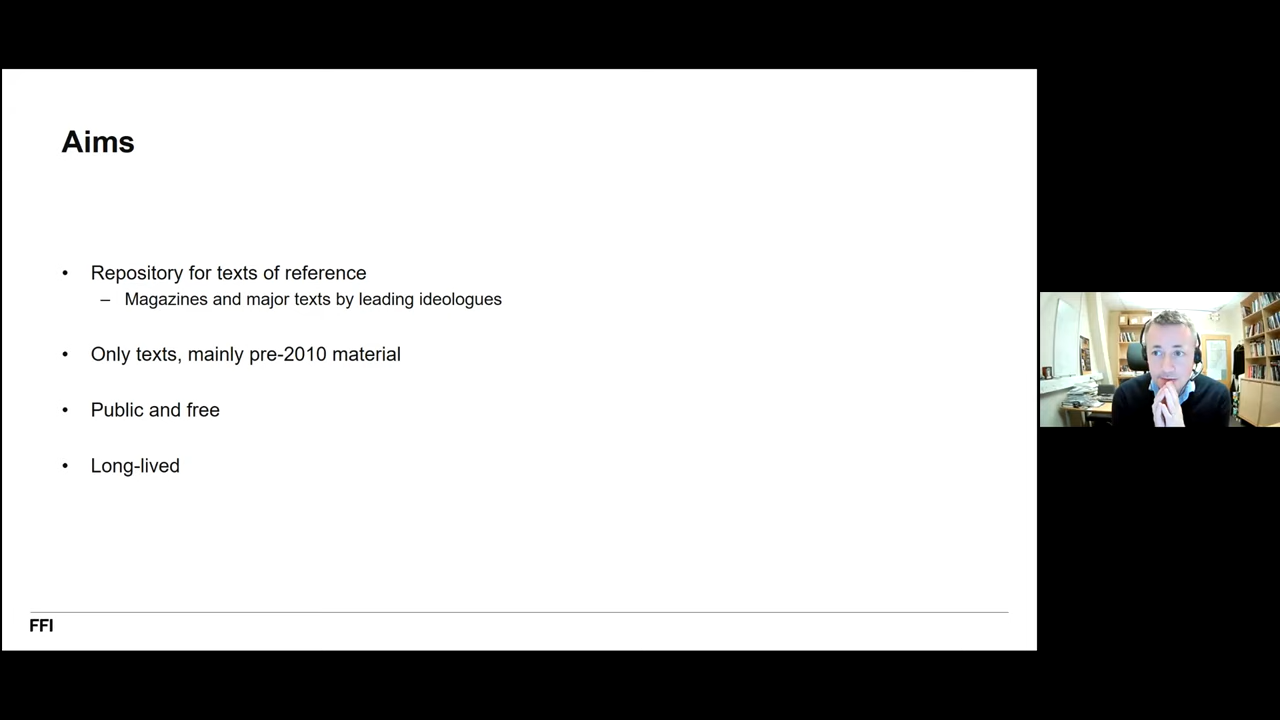 Aims
• Repository for texts of reference
– Magazines and major texts by leading ideologues
• Only texts, mainly pre-2010 material
• Public and free
• Long-lived
FFI